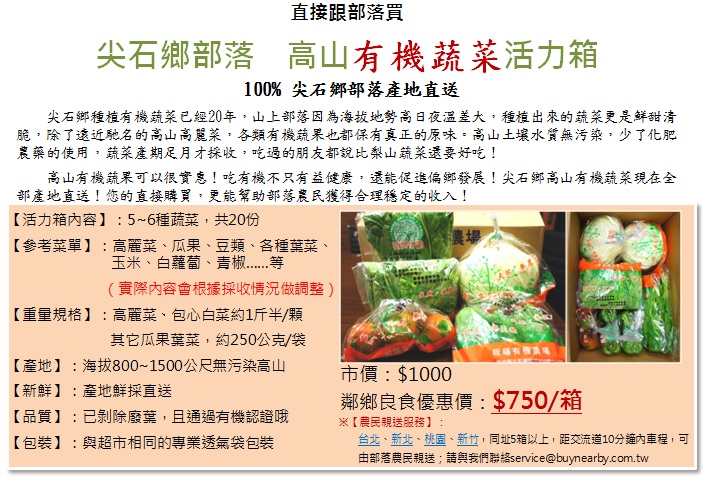 直接跟部落買
尖石鄉部落 高山有機蔬菜活力箱
100% 尖石鄉部落產地直送
尖石鄉種植有機蔬菜已經20年，山上部落因為海拔地勢高日夜溫差大，種植出來的蔬菜更是鮮甜清
脆，除了遠近馳名的高山高麗菜，各類有機蔬果也都保有真正的原味。高山土壤水質無污染，少了化肥
農藥的使用，蔬菜產期足月才採收，吃過的朋友都說比梨山蔬菜還要好吃！
高山有機蔬果可以很實惠！吃有機不只有益健康，還能促進偏鄉發展！尖石鄉高山有機蔬菜現在全
部產地直送！您的直接購買，更能幫助部落農民獲得合理穩定的收入！
【活力箱內容】：5~6種蔬菜，共20份
【參考菜單】：高麗菜、瓜果、豆類、各種葉菜、
玉米、白蘿蔔、青椒......等
（實際內容會根據採收情況做調整）
【重量規格】：高麗菜、包心白菜約1斤半/顆
其它瓜果葉菜，約250公克/袋
【產地】：海拔800~1500公尺無污染高山
【新鮮】：產地鮮採直送
【品質】：已剝除廢葉，且通過有機認證哦
【包裝】：與超市相同的專業透氣袋包裝
農場
市價：$1000
鄰鄉良食優惠價：$750/箱
※【農民親送服務】：
台北、新北、桃園、新竹，同址5箱以上，距交流道10分鐘內車程，可
由部落農民親送；請與我們聯絡service@buynearby.com.tw